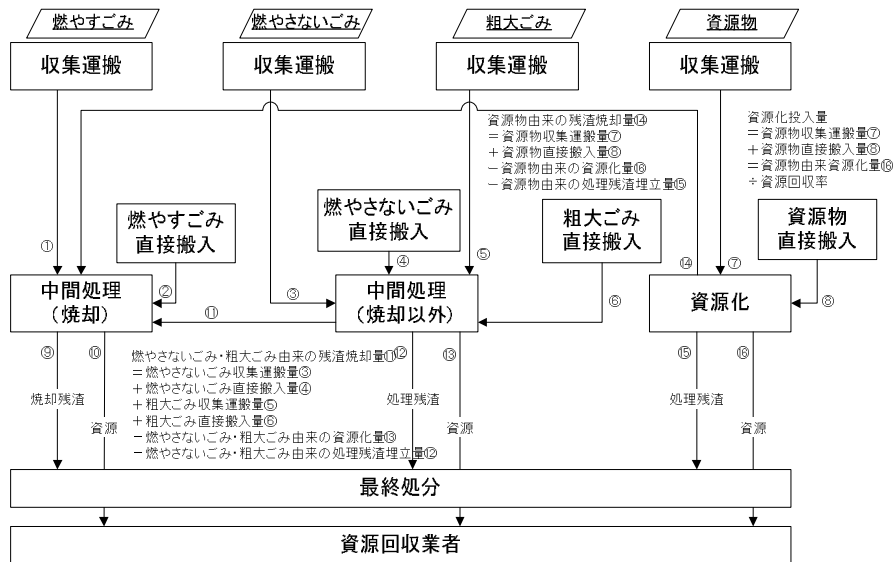 燃やすごみ
燃やさないごみ
粗大ごみ
資源物
収集運搬
収集運搬
収集運搬
収集運搬
資源物由来の残渣焼却量⑭
=資源物収集運搬量⑦
+資源物直接搬入量⑧
-資源物由来の資源化量⑯
-資源物由来の処理残渣埋立量⑮
資源化投入量
=資源物収集運搬量⑦
+資源物直接搬入量⑧
=資源物由来資源化量⑯
÷資源回収率
燃やすごみ
直接搬入
燃やさないごみ
直接搬入
粗大ごみ
直接搬入
資源物
直接搬入
①
②
③
④
⑤
⑥
⑭
⑦
⑧
中間処理
(焼却)
⑪
中間処理
(焼却以外)
資源化
⑨
⑩
⑫
⑬
⑮
⑯
燃やさないごみ・粗大ごみ由来の残渣焼却量⑪
=燃やさないごみ収集運搬量③
+燃やさないごみ直接搬入量④
+粗大ごみ収集運搬量⑤
+粗大ごみ直接搬入量⑥
-燃やさないごみ・粗大ごみ由来の資源化量⑬
-燃やさないごみ・粗大ごみ由来の処理残渣埋立量⑫
焼却残渣
資源
処理残渣
資源
処理残渣
資源
最終処分
資源回収業者